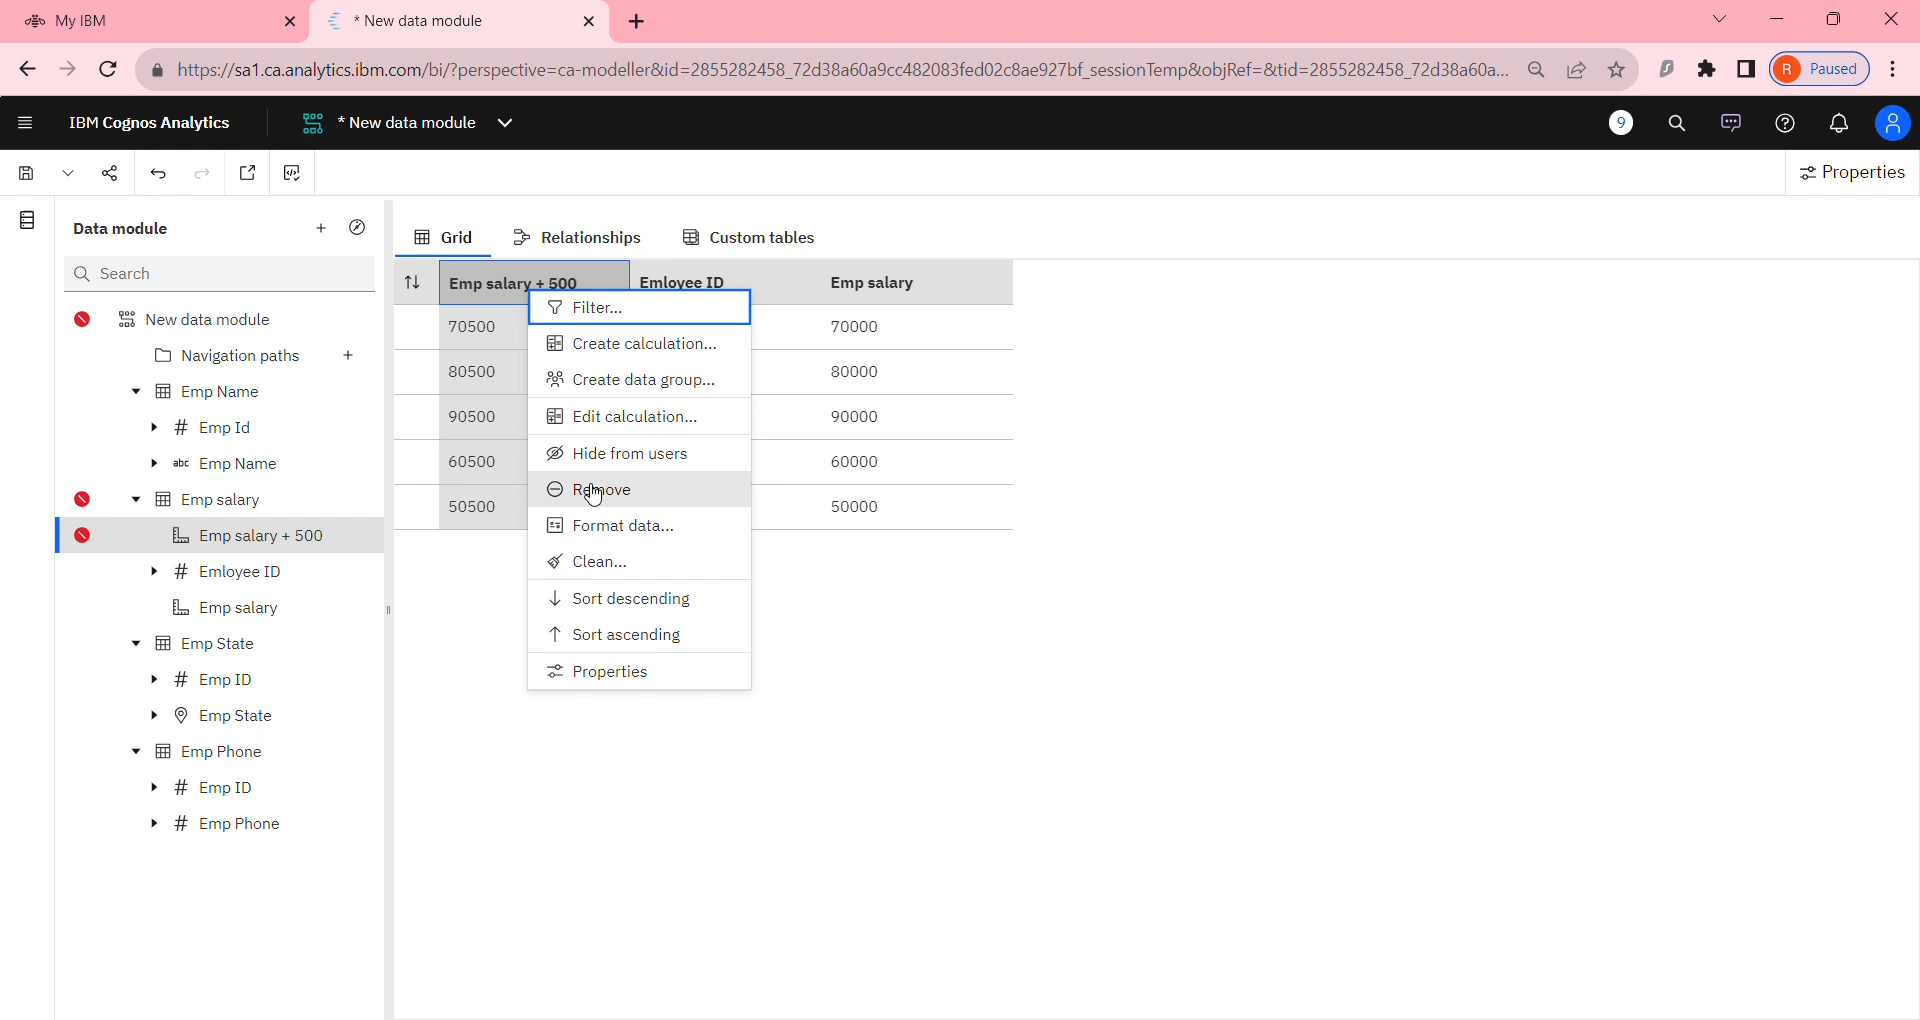 My IBM
* New data module
https://sa1.ca.analytics.ibm.com/bi/?perspective=ca-modeller&id=2855282458_72d38a60a9cc482083fed02c8ae927bf_sessionTemp&objRef=&tid=2855282458_72d38a60a...
R Paused
IBM Cognos Analytics
* New data module
9
Properties
Data module
Search
New data module
Navigation paths
Emp Name
# Emp Id
abc Emp Name
Emp salary
Emp salary + 500
# Emloyee ID
Emp salary
Emp State
# Emp ID
Emp State
Emp Phone
# Emp ID
# Emp Phone
Grid Relationships Custom tables
Emp salary + 500 Emloyee ID Emp salary
70500 70000
80500 80000
90500 90000
60500 60000
50500 50000
Filter...
Create calculation...
Create data group...
Edit calculation...
Hide from users
Remove
Format data...
Clean...
Sort descending
Sort ascending
Properties